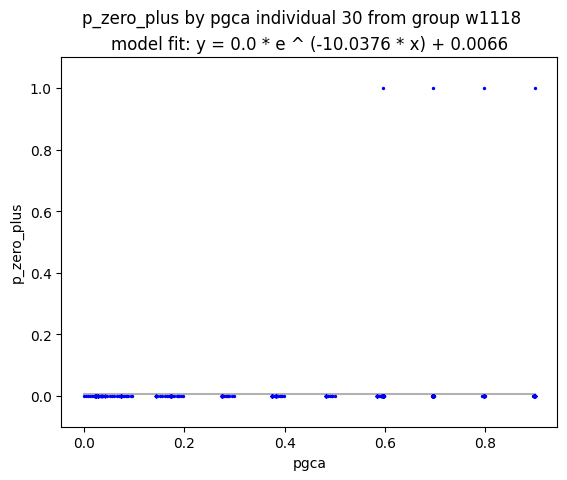 p_zero_plus by pgca individual 30 from group w1118
model fit: y = 0.0 * e ^ (-10.0376 * x) + 0.0066
1.0
0.8
0.6
0.4
0.2
0.0
p_zero_plus
0.0 0.2 0.4 0.6 0.8
pgca